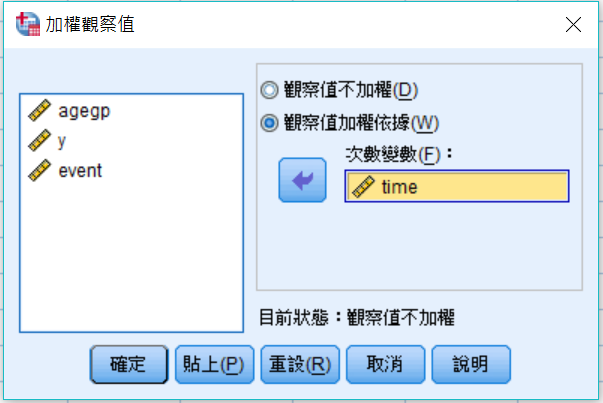 加權觀察值
agegp
y
event
觀察值不加權(D)
觀察值加權依據(W)
次數變數(F)：
time
目前狀態：觀察值不加權
確定 貼上(P) 重設(R) 取消 說明